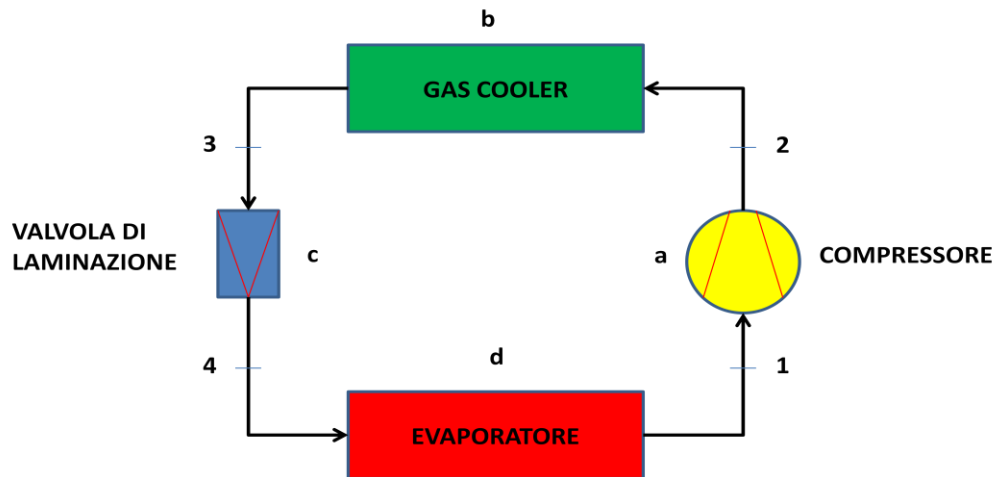 b
GAS COOLER
3
2
VALVOLA DI
LAMINAZIONE
c
a
COMPRESSORE
4
d
1
EVAPORATORE